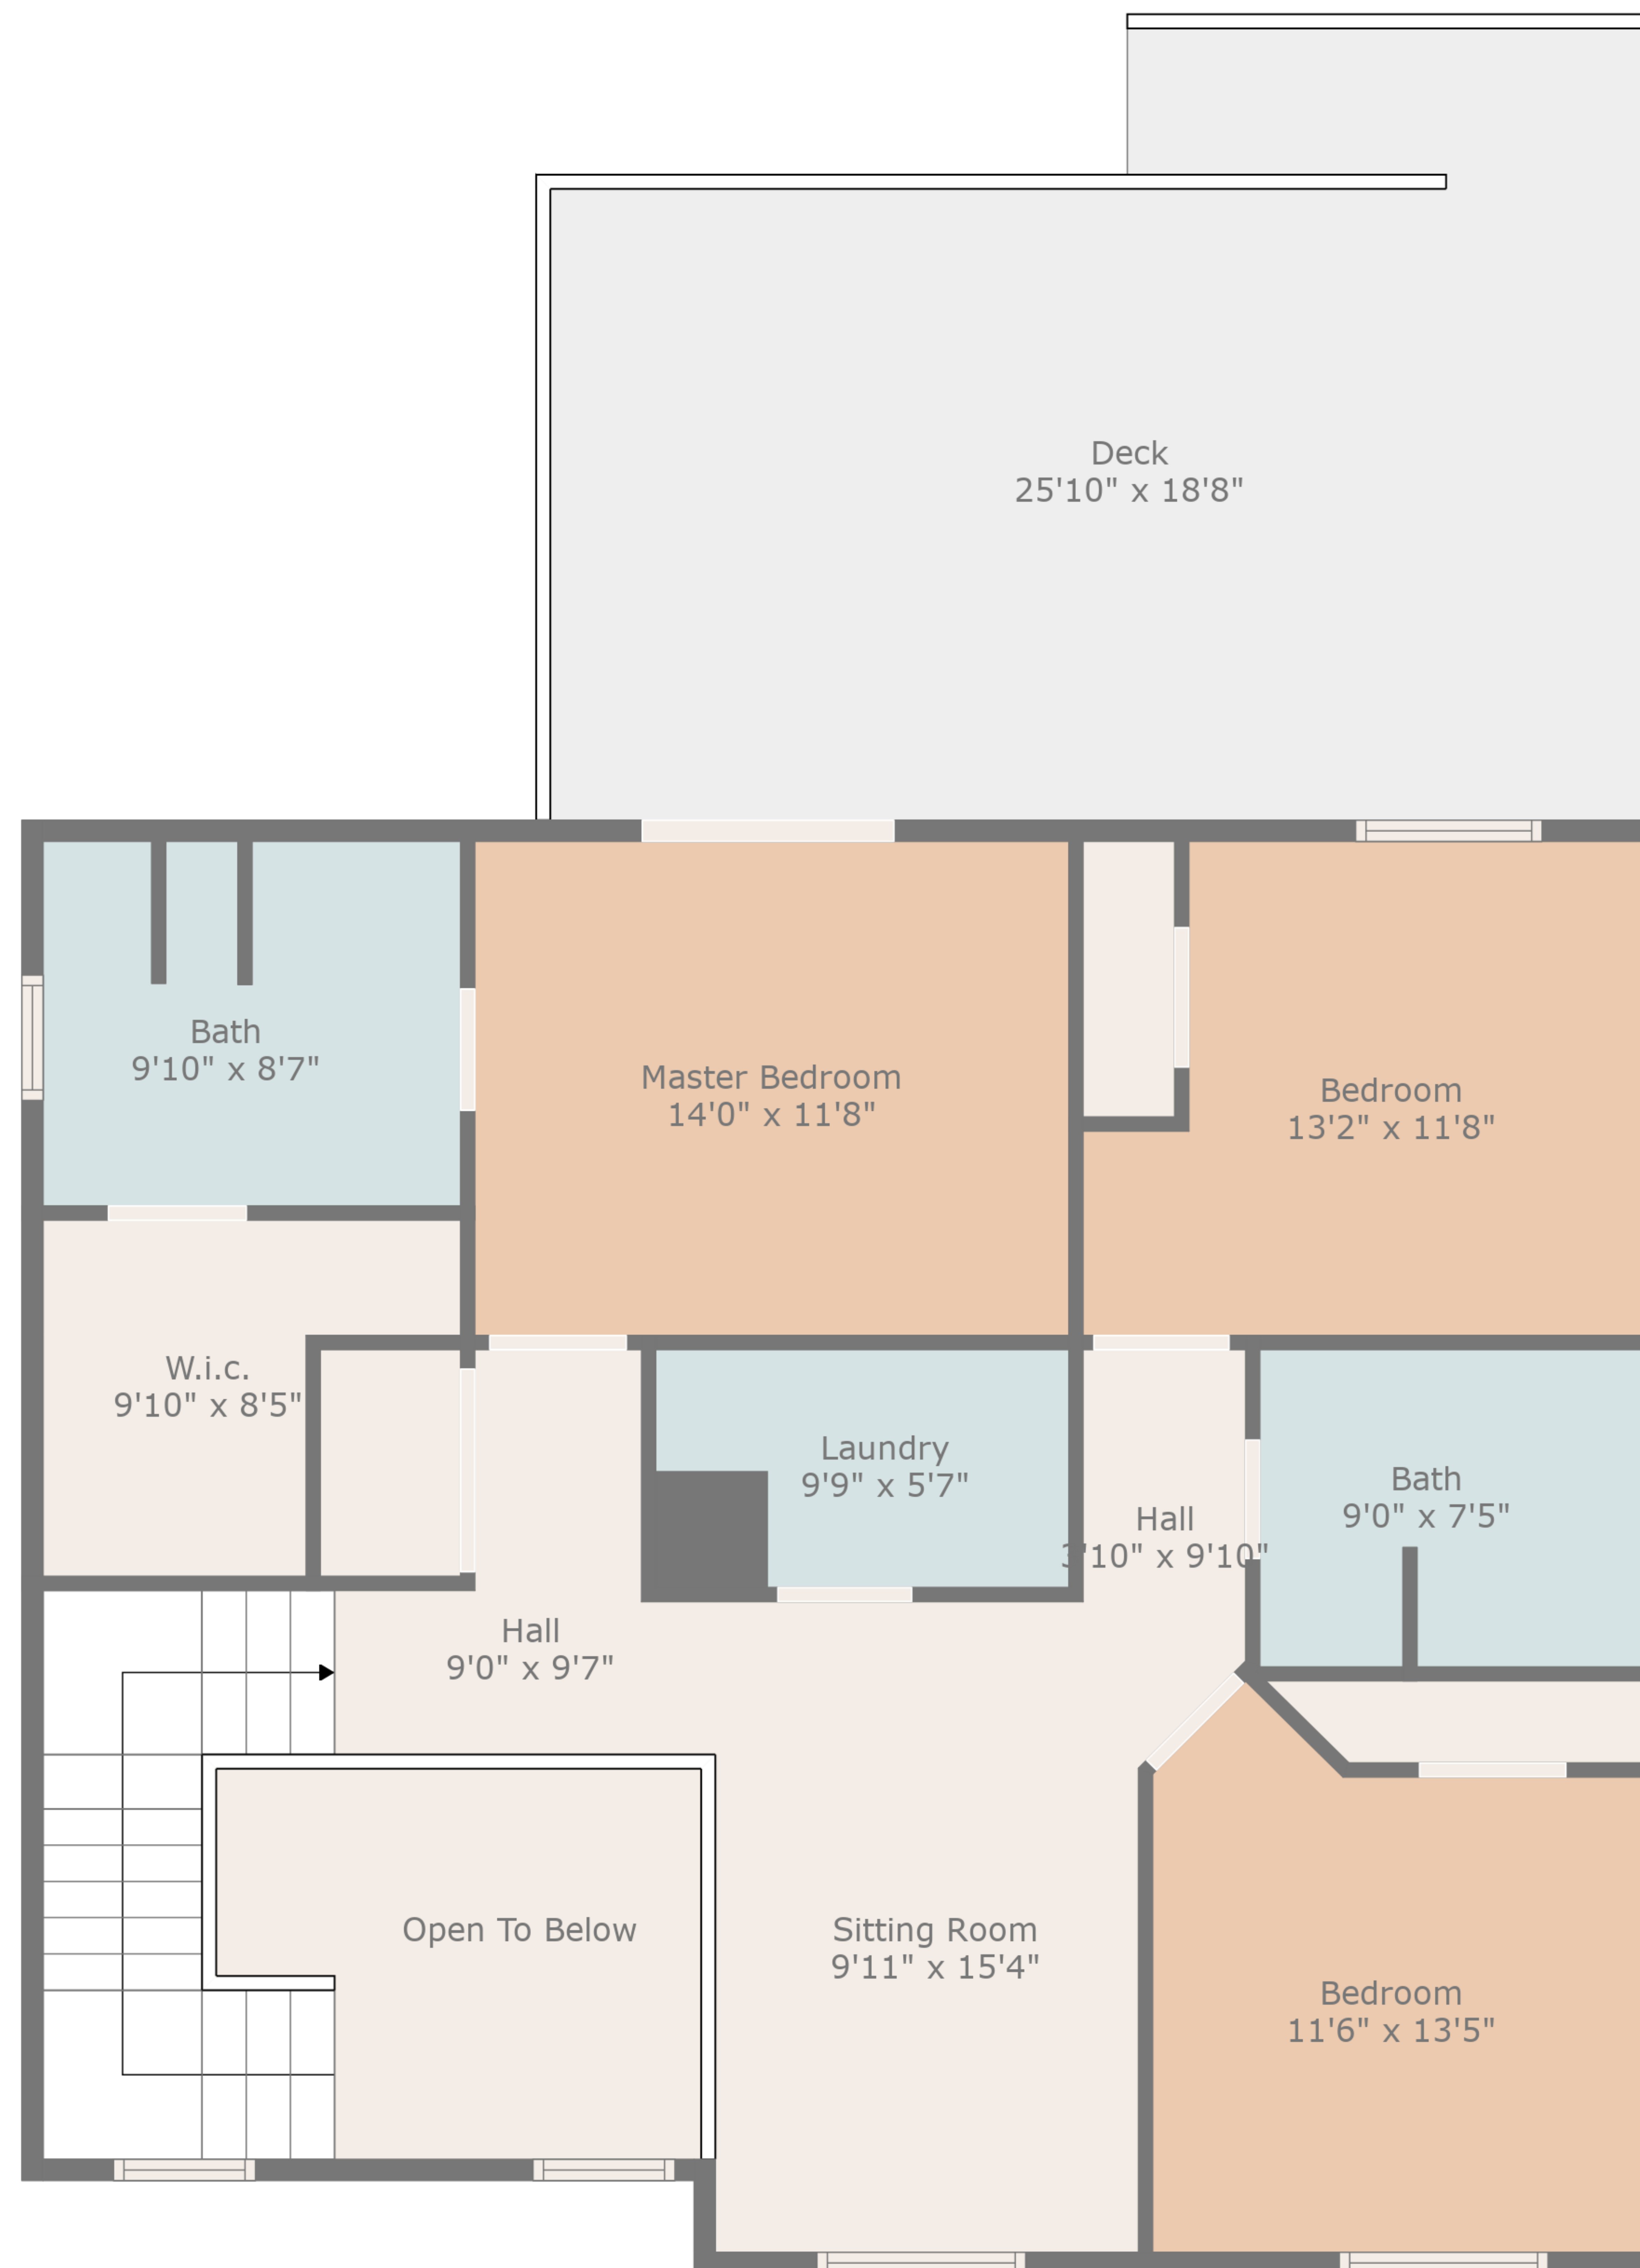 Deck
25'10" x 18'8"
Bath
9'10" x 8'7"
Master Bedroom
14'0" x 11'8"
Bedroom
13'2" x 11'8"
W.i.c.
9'10" x 8'5"
Laundry
9'9" x 5'7"
Hall
3'10" x 9'10"
Bath
9'0" x 7'5"
Hall
9'0" x 9'7"
Open To Below
Sitting Room
9'11" x 15'4"
Bedroom
11'6" x 13'5"